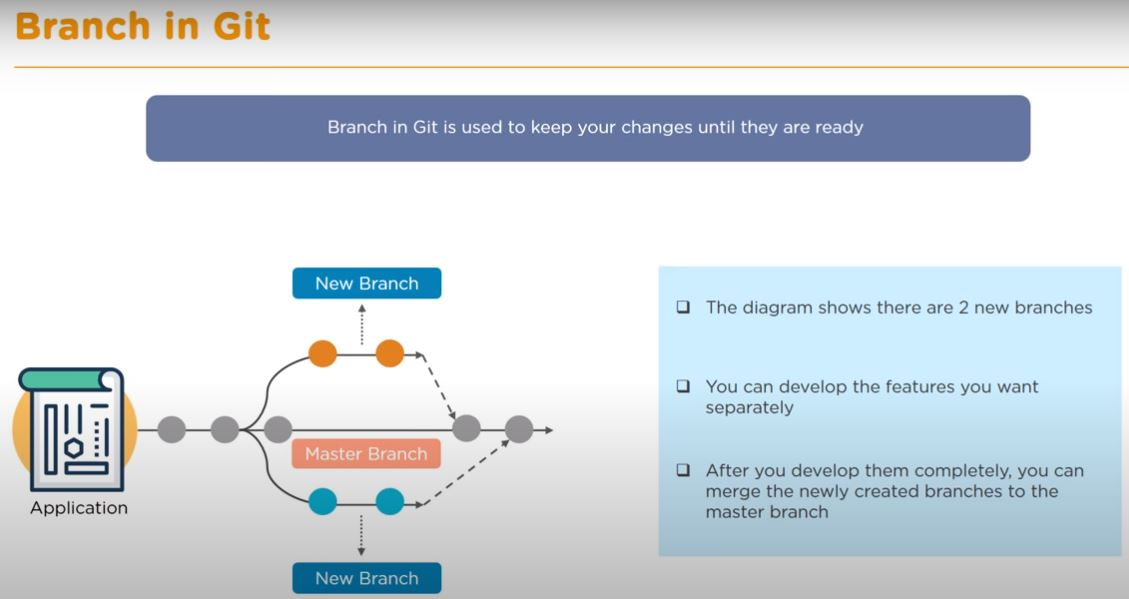 Branch in Git
Branch in Git is used to keep your changes until they are ready
New Branch
Master Branch
Application
New Branch
❑ The diagram shows there are 2 new branches
❑ You can develop the features you want
separately
❑ After you develop them completely, you can
merge the newly created branches to the
master branch